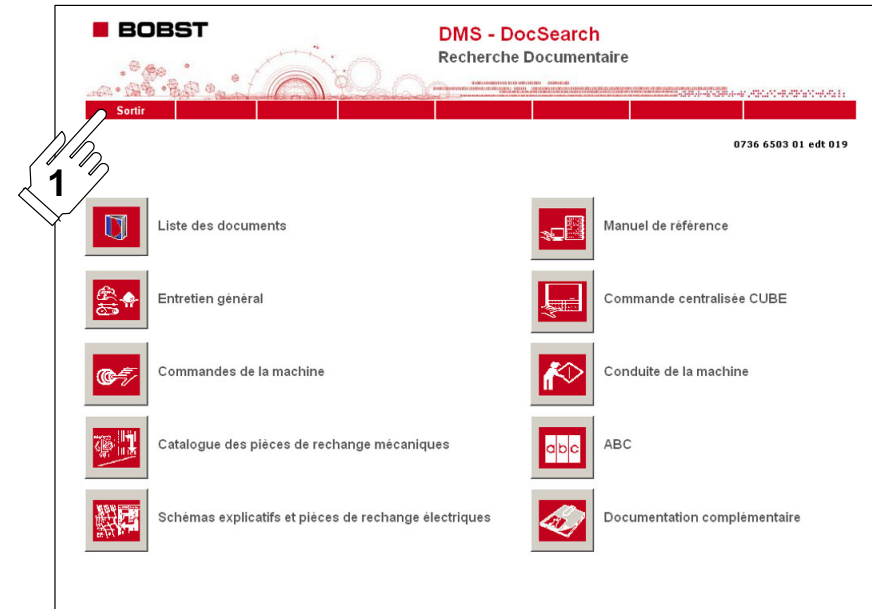 BOBST
DMS - DocSearch
Recherche Documentaire
Sortir
0736 6503 01 edt 019
1
Liste des documents
Manuel de référence
Entretien général
Commande centralisée CUBE
Commandes de la machine
Conduite de la machine
Catalogue des pièces de rechange mécaniques
abc
ABC
Schémas explicatifs et pièces de rechange électriques
Documentation complémentaire